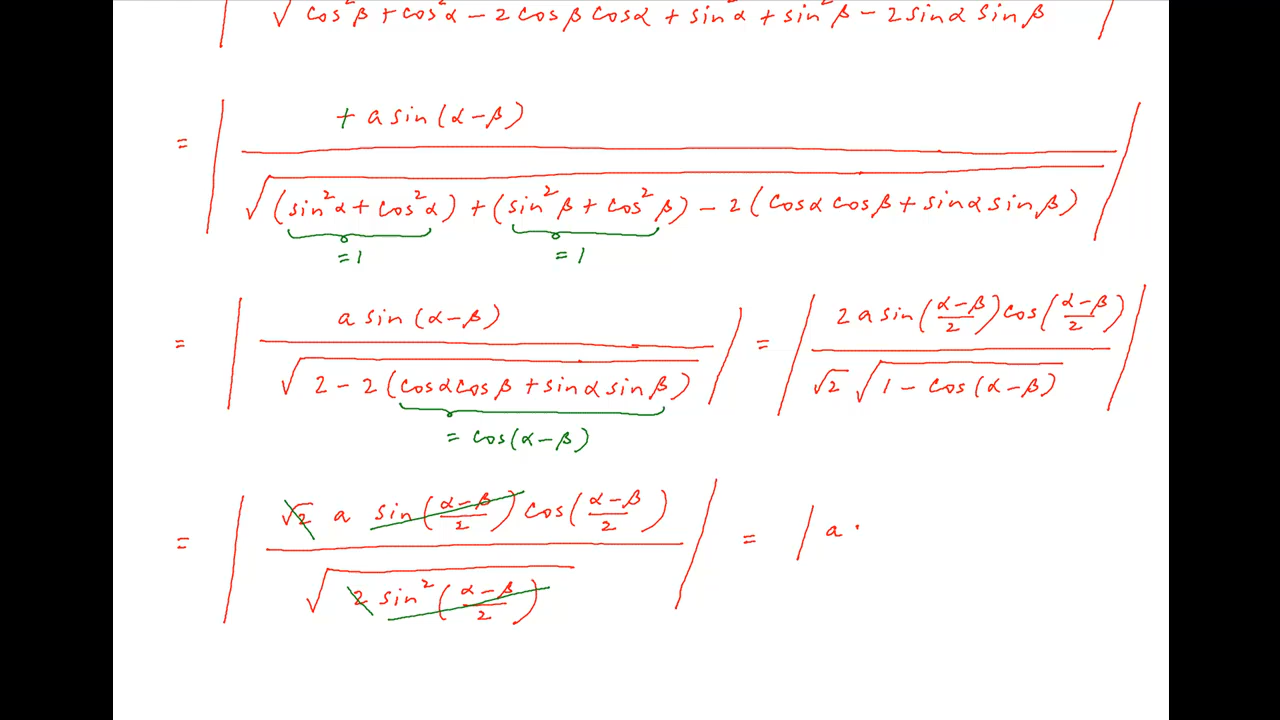 √cos²β + cos²α − 2 cosβ cosα + sin²α + sin²β − 2 sinα sinβ |
= | + a sin(α−β) / √(sin²α + cos²α) + (sin²β + cos²β) − 2(cosα cosβ + sinα sinβ) |
= 1 = 1
= | a sin(α−β) / √2 − 2(cosα cosβ + sinα sinβ) | = | 2 a sin(α−β/2) cos(α−β/2) / √2 √1 − cos(α−β) |
= cos(α−β)
= | √2 a sin(α−β/2) cos(α−β/2) / √2 sin²(α−β/2) | = | a ·